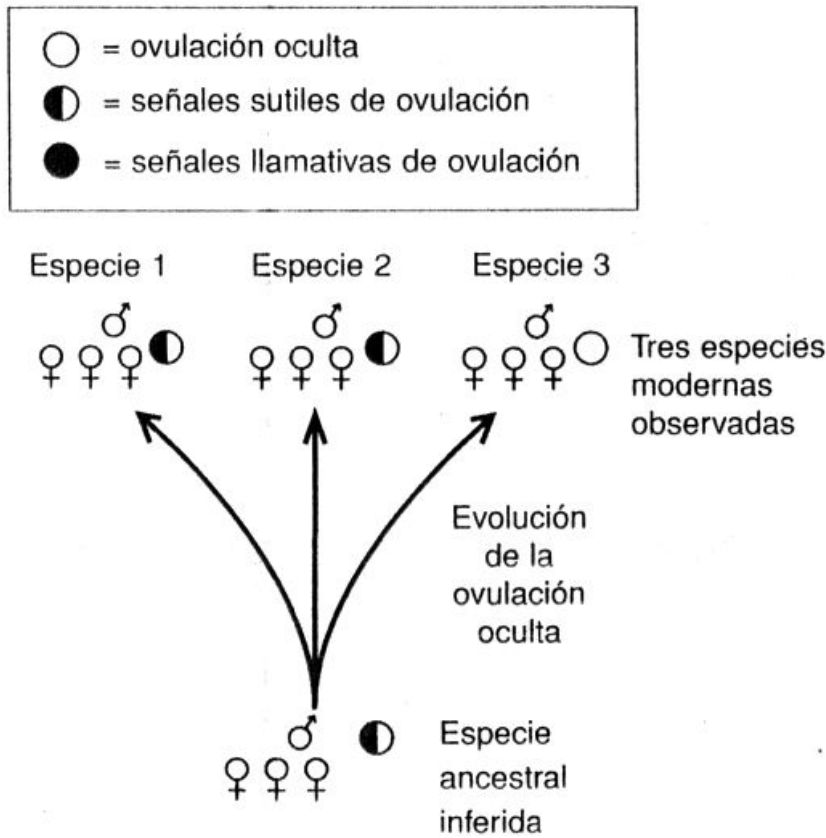 = ovulación oculta
= señales sutiles de ovulación
= señales llamativas de ovulación
Especie 1
Especie 2
Especie 3
Tres especies
modernas
observadas
Evolución
de la
ovulación
oculta
Especie
ancestral
inferida